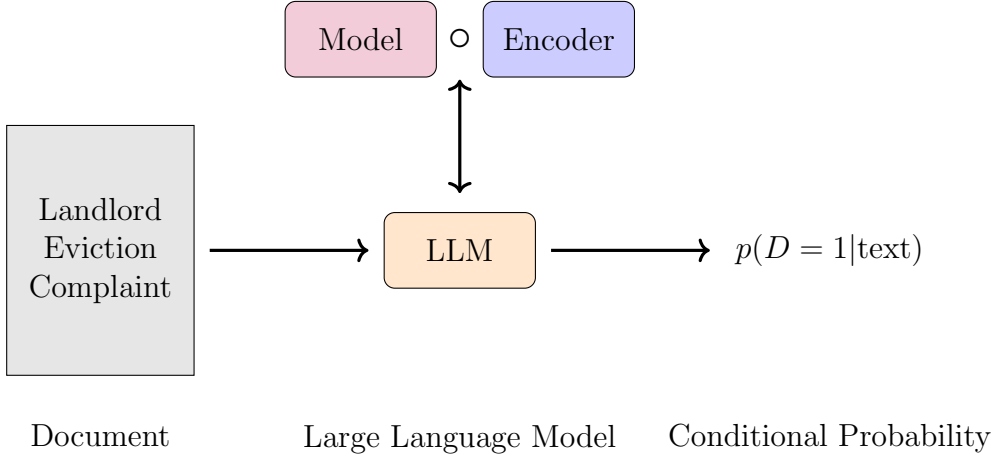 Model ○ Encoder
Landlord
Eviction
Complaint
LLM
p(D = 1|text)
Document
Large Language Model
Conditional Probability